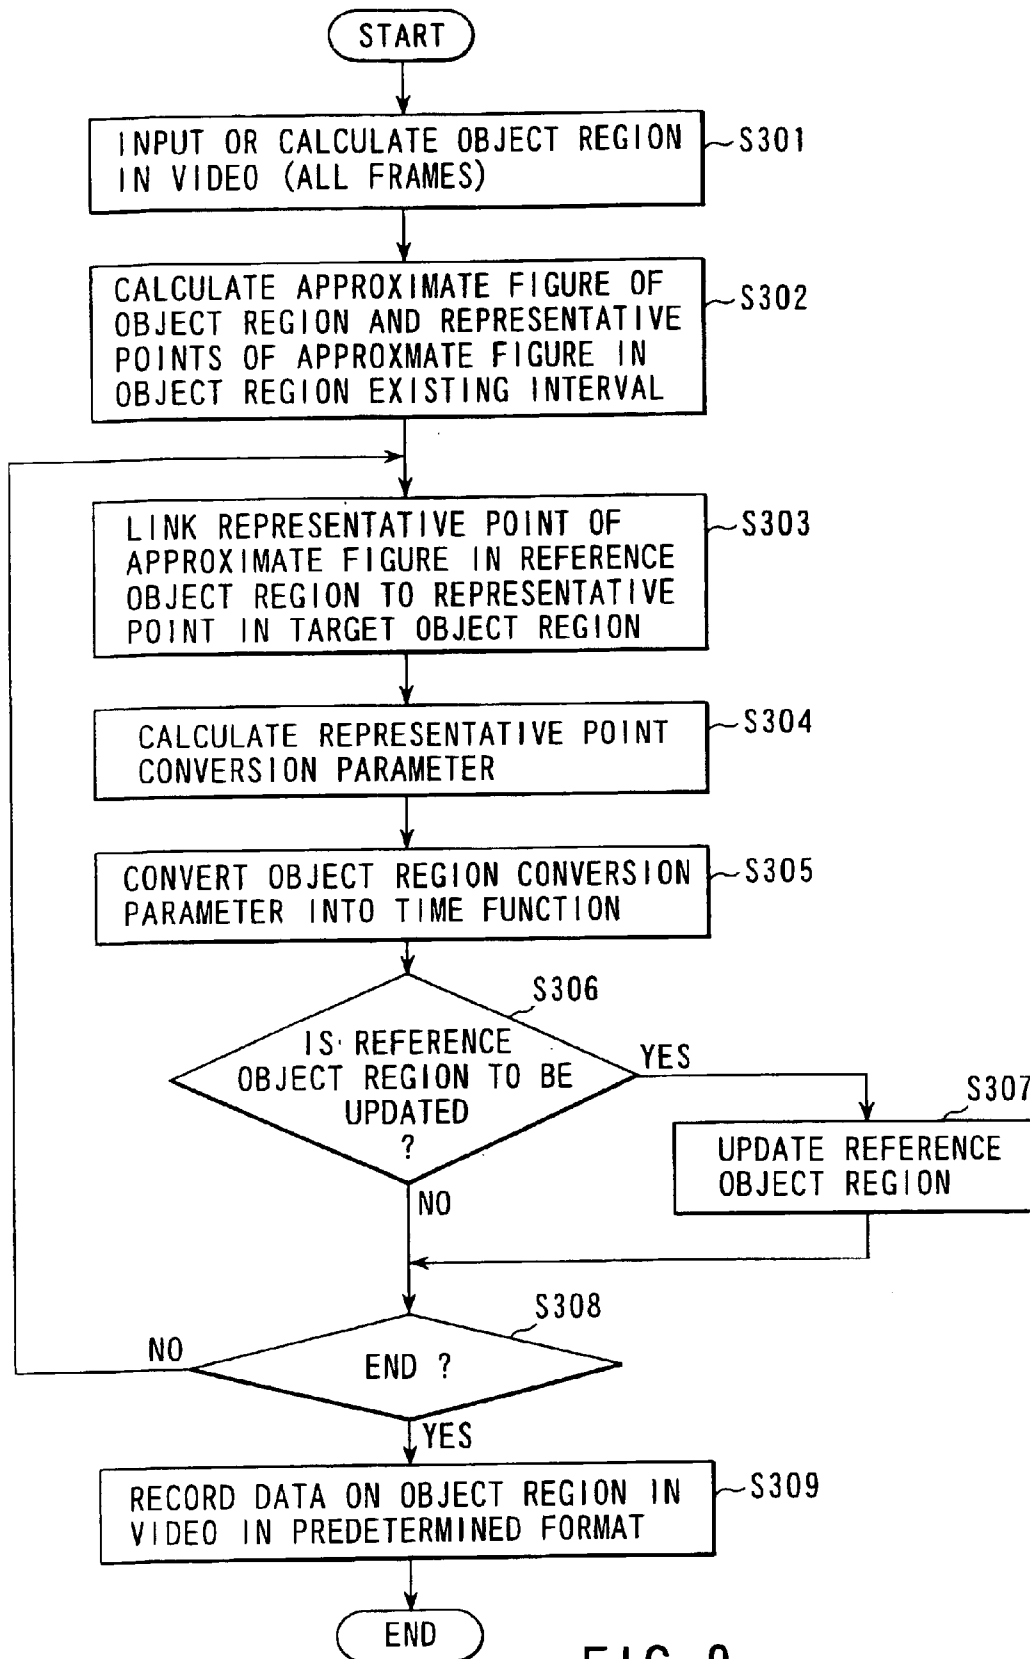 START
INPUT OR CALCULATE OBJECT REGION
IN VIDEO (ALL FRAMES)
S301
CALCULATE APPROXIMATE FIGURE OF
OBJECT REGION AND REPRESENTATIVE
POINTS OF APPROXMATE FIGURE IN
OBJECT REGION EXISTING INTERVAL
S302
LINK REPRESENTATIVE POINT OF
APPROXIMATE FIGURE IN REFERENCE
OBJECT REGION TO REPRESENTATIVE
POINT IN TARGET OBJECT REGION
S303
CALCULATE REPRESENTATIVE POINT
CONVERSION PARAMETER
S304
CONVERT OBJECT REGION CONVERSION
PARAMETER INTO TIME FUNCTION
S305
S306
IS REFERENCE
OBJECT REGION TO BE
UPDATED
?
YES
S307
UPDATE REFERENCE
OBJECT REGION
NO
S308
NO
END ?
YES
RECORD DATA ON OBJECT REGION IN
VIDEO IN PREDETERMINED FORMAT
S309
END